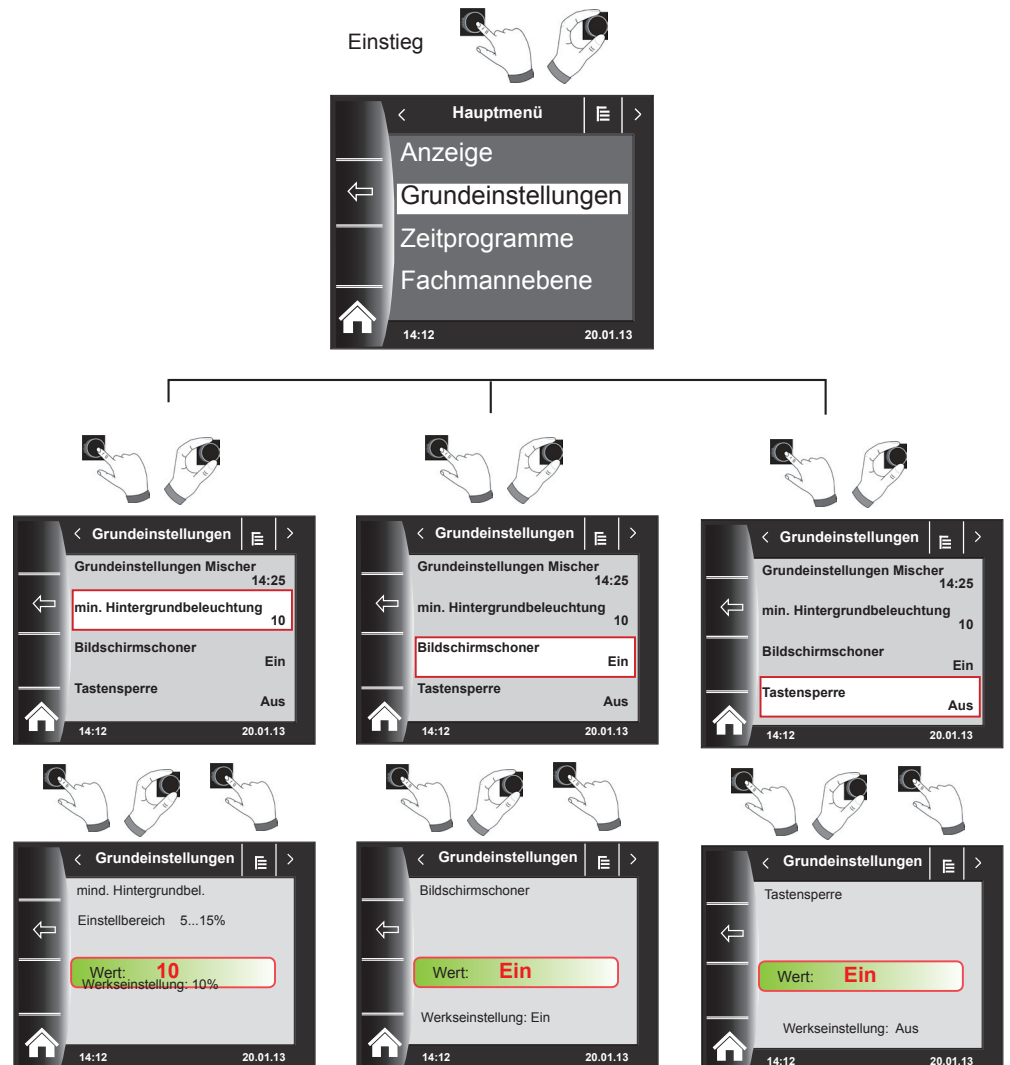 Einstieg
Hauptmenü
Anzeige
Grundeinstellungen
Zeitprogramme
Fachmannebene
14:12 20.01.13
Grundeinstellungen
Grundeinstellungen Mischer
14:25
min. Hintergrundbeleuchtung
10
Bildschirmschoner
Ein
Tastensperre
Aus
14:12 20.01.13
Grundeinstellungen
Grundeinstellungen Mischer
14:25
min. Hintergrundbeleuchtung
10
Bildschirmschoner
Ein
Tastensperre
Aus
14:12 20.01.13
Grundeinstellungen
Grundeinstellungen Mischer
14:25
min. Hintergrundbeleuchtung
10
Bildschirmschoner
Ein
Tastensperre
Aus
14:12 20.01.13
Grundeinstellungen
mind. Hintergrundbel.
Einstellbereich 5...15%
Wert: 10
Werkseinstellung: 10%
14:12 20.01.13
Grundeinstellungen
Bildschirmschoner
Wert: Ein
Werkseinstellung: Ein
14:12 20.01.13
Grundeinstellungen
Tastensperre
Wert: Ein
Werkseinstellung: Aus
14:12 20.01.13